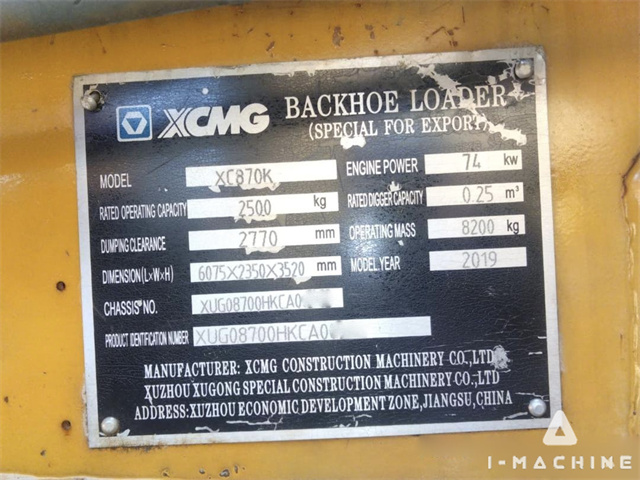 XCMG BACKHOE LOADER
(SPECIAL FOR EXPORT)
MODEL XC870K ENGINE POWER 74 kw
RATED OPERATING CAPACITY 2500 kg RATED DIGGER CAPACITY 0.25 m³
DUMPING CLEARANCE 2770 mm OPERATING MASS 8200 kg
DIMENSION(L×W×H) 6075×2350×3520 mm MODEL YEAR 2019
CHASSIS NO. XUG08700HKCA0
PRODUCT IDENTIFICATION NUMBER XUG08700HKCA0
MANUFACTURER: XCMG CONSTRUCTION MACHINERY CO.,LTD
XUZHOU XUGONG SPECIAL CONSTRUCTION MACHINERY CO.,LTD
ADDRESS:XUZHOU ECONOMIC DEVELOPMENT ZONE,JIANGSU,CHINA
I-MACHINE